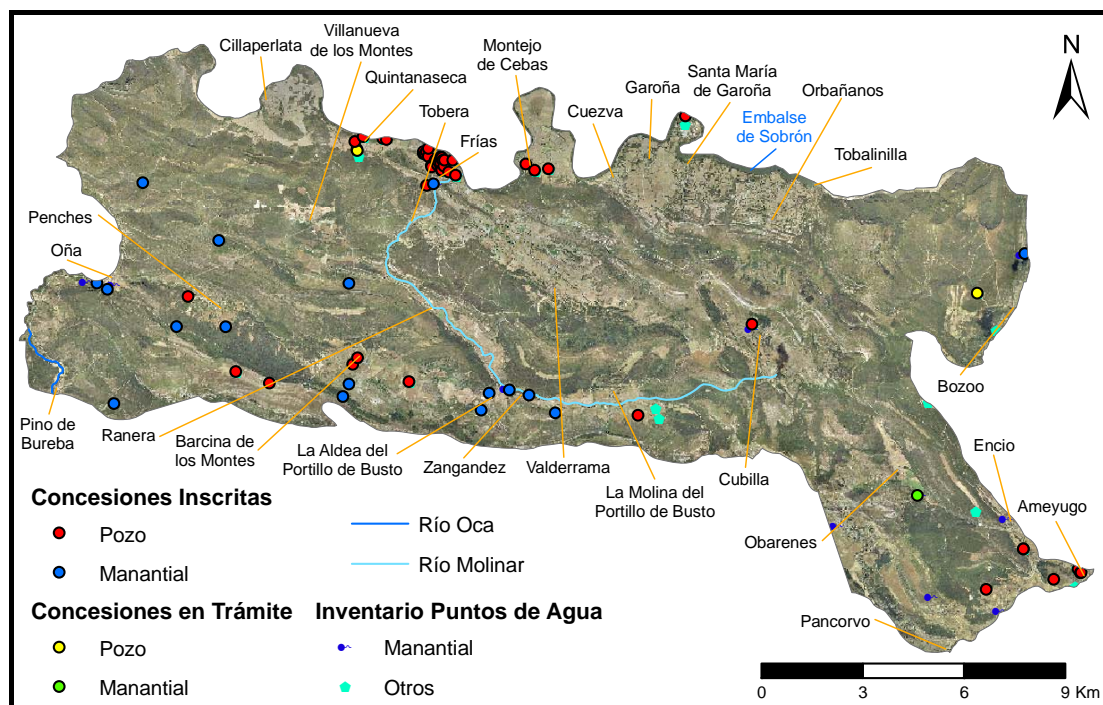 Villanueva
de los Montes
Cillaperlata
Quintanaseca
Tobera
Frías
Montejo
de Cebas
Cuezva
Garoña
Santa María
de Garoña
Orbañanos
Embalse
de Sobrón
Tobalinilla
N
Penches
Oña
Pino de
Bureba
Ranera
Barcina de
los Montes
La Aldea del
Portillo de Busto
Zangandez
Valderrama
La Molina del
Portillo de Busto
Cubilla
Bozoo
Encio
Ameyugo
Obarenes
Pancorvo
Concesiones Inscritas
Pozo
Manantial
Río Oca
Río Molinar
Concesiones en Trámite
Pozo
Manantial
Inventario Puntos de Agua
Manantial
Otros
0 3 6 9 Km